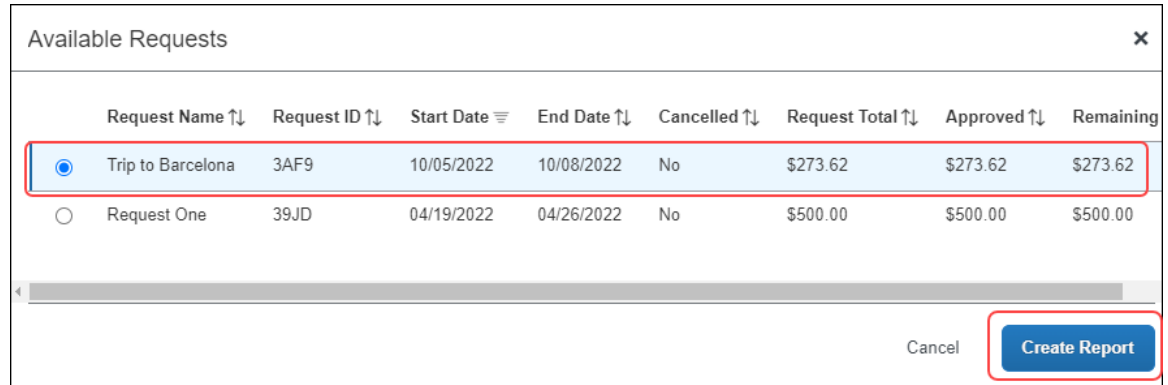 Available Requests
Request Name Request ID Start Date End Date Cancelled Request Total Approved Remaining
Trip to Barcelona 3AF9 10/05/2022 10/08/2022 No $273.62 $273.62 $273.62
Request One 39JD 04/19/2022 04/26/2022 No $500.00 $500.00 $500.00
Cancel Create Report